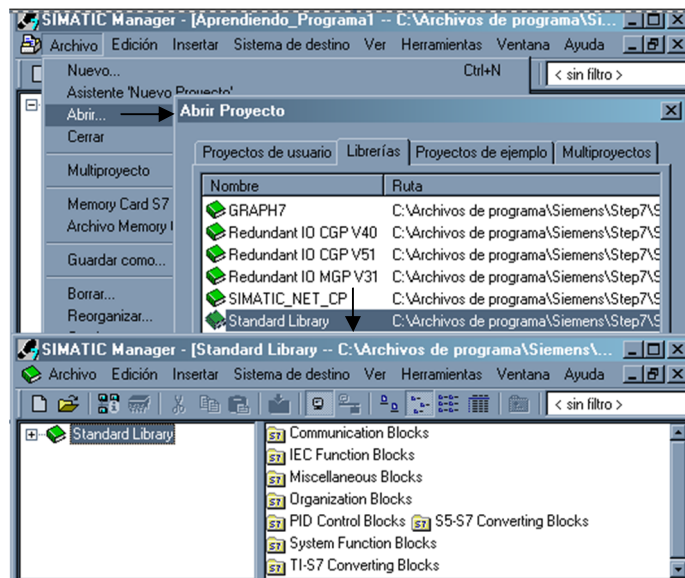 SIMATIC Manager - [Aprendiendo_Programa1 -- C:\Archivos de programa\Si...
Archivo Edición Insertar Sistema de destino Ver Herramientas Ventana Ayuda
Nuevo... Ctrl+N
< sin filtro >
Asistente 'Nuevo Proyecto'
Abrir...
Cerrar
Multiproyecto
Memory Card S7
Archivo Memory
Guardar como...
Borrar...
Reorganizar...
Abrir Proyecto
Proyectos de usuario Librerías Proyectos de ejemplo Multiproyectos
Nombre Ruta
GRAPH7 C:\Archivos de programa\Siemens\Step7\S
Redundant IO CGP V40 C:\Archivos de programa\Siemens\Step7\S
Redundant IO CGP V51 C:\Archivos de programa\Siemens\Step7\S
Redundant IO MGP V31 C:\Archivos de programa\Siemens\Step7\S
SIMATIC_NET_CP C:\Archivos de programa\Siemens\Step7\S
Standard Library C:\Archivos de programa\Siemens\Step7\S
SIMATIC Manager - [Standard Library -- C:\Archivos de programa\Siemens\...
Archivo Edición Insertar Sistema de destino Ver Herramientas Ventana Ayuda
< sin filtro >
Standard Library
Communication Blocks
IEC Function Blocks
Miscellaneous Blocks
Organization Blocks
PID Control Blocks S5-S7 Converting Blocks
System Function Blocks
TI-S7 Converting Blocks